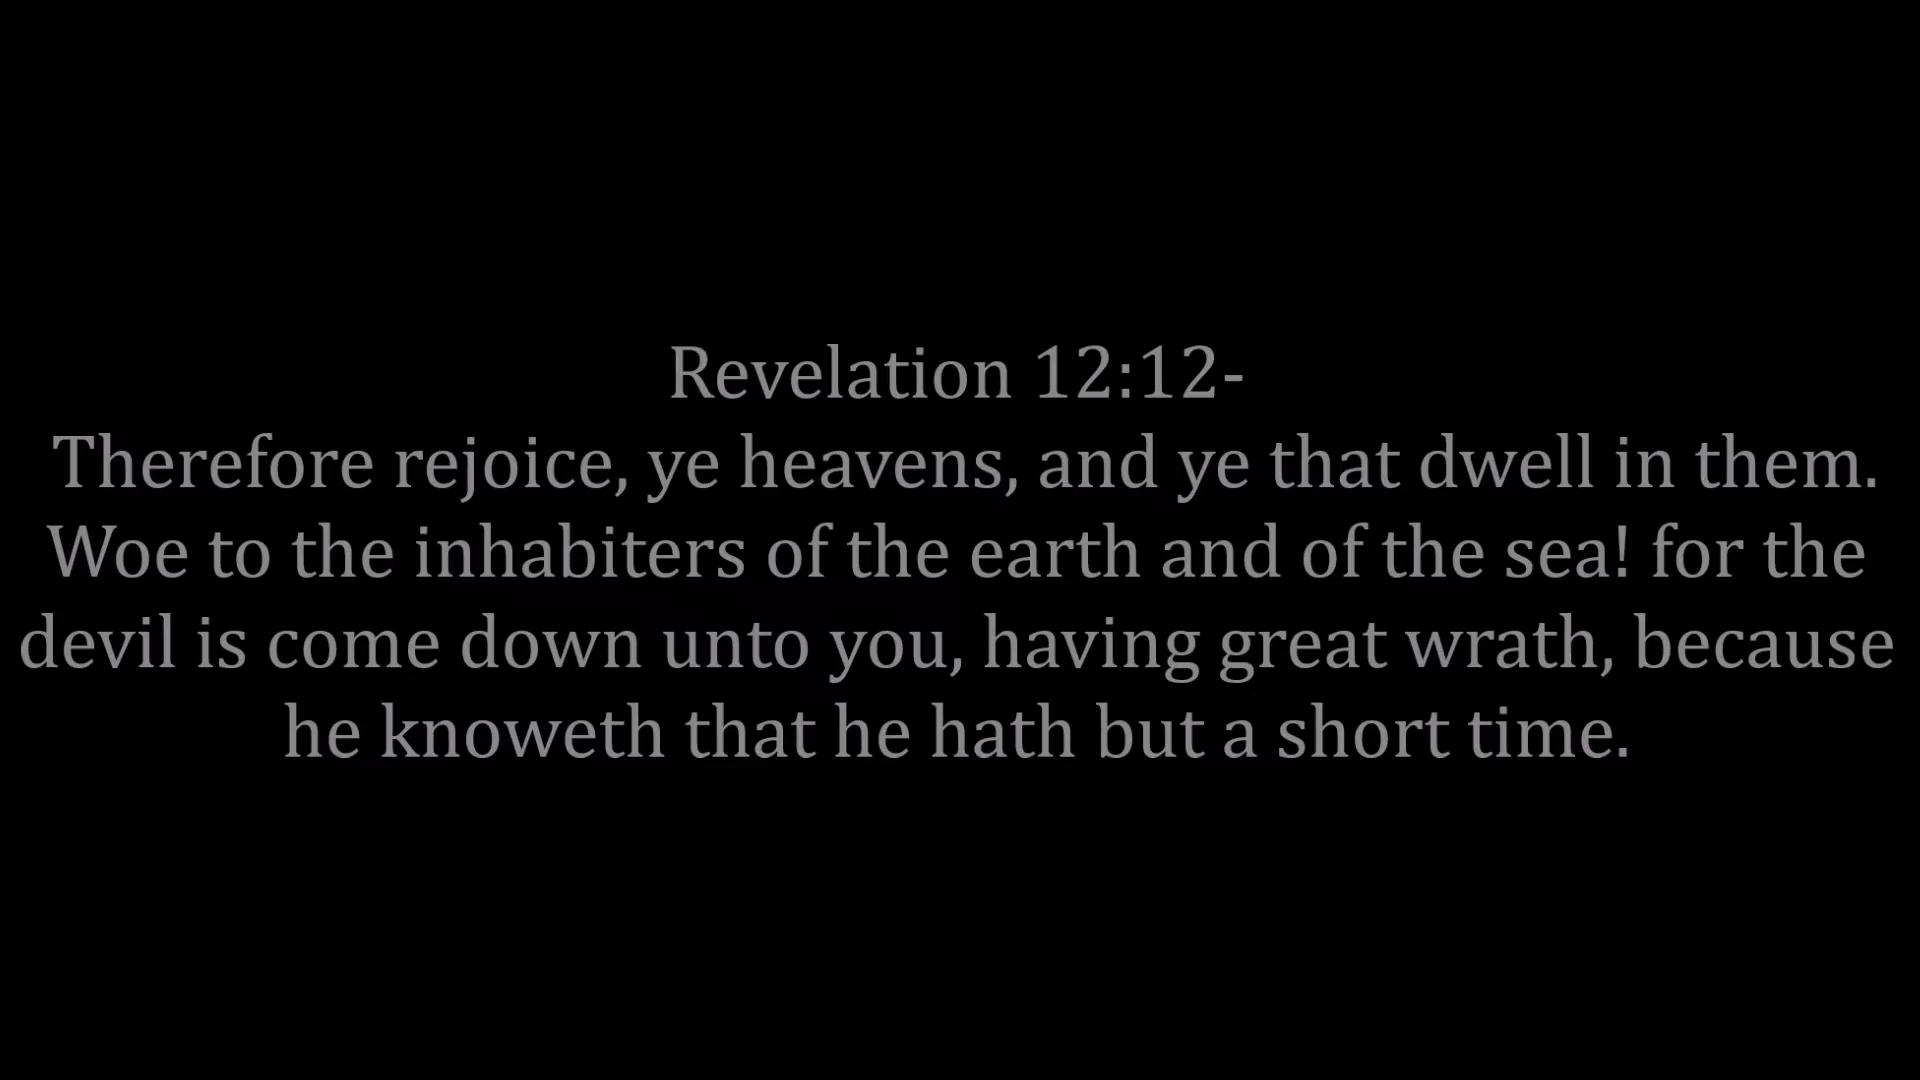 Revelation 12:12-
Therefore rejoice, ye heavens, and ye that dwell in them.
Woe to the inhabiters of the earth and of the sea! for the
devil is come down unto you, having great wrath, because
he knoweth that he hath but a short time.